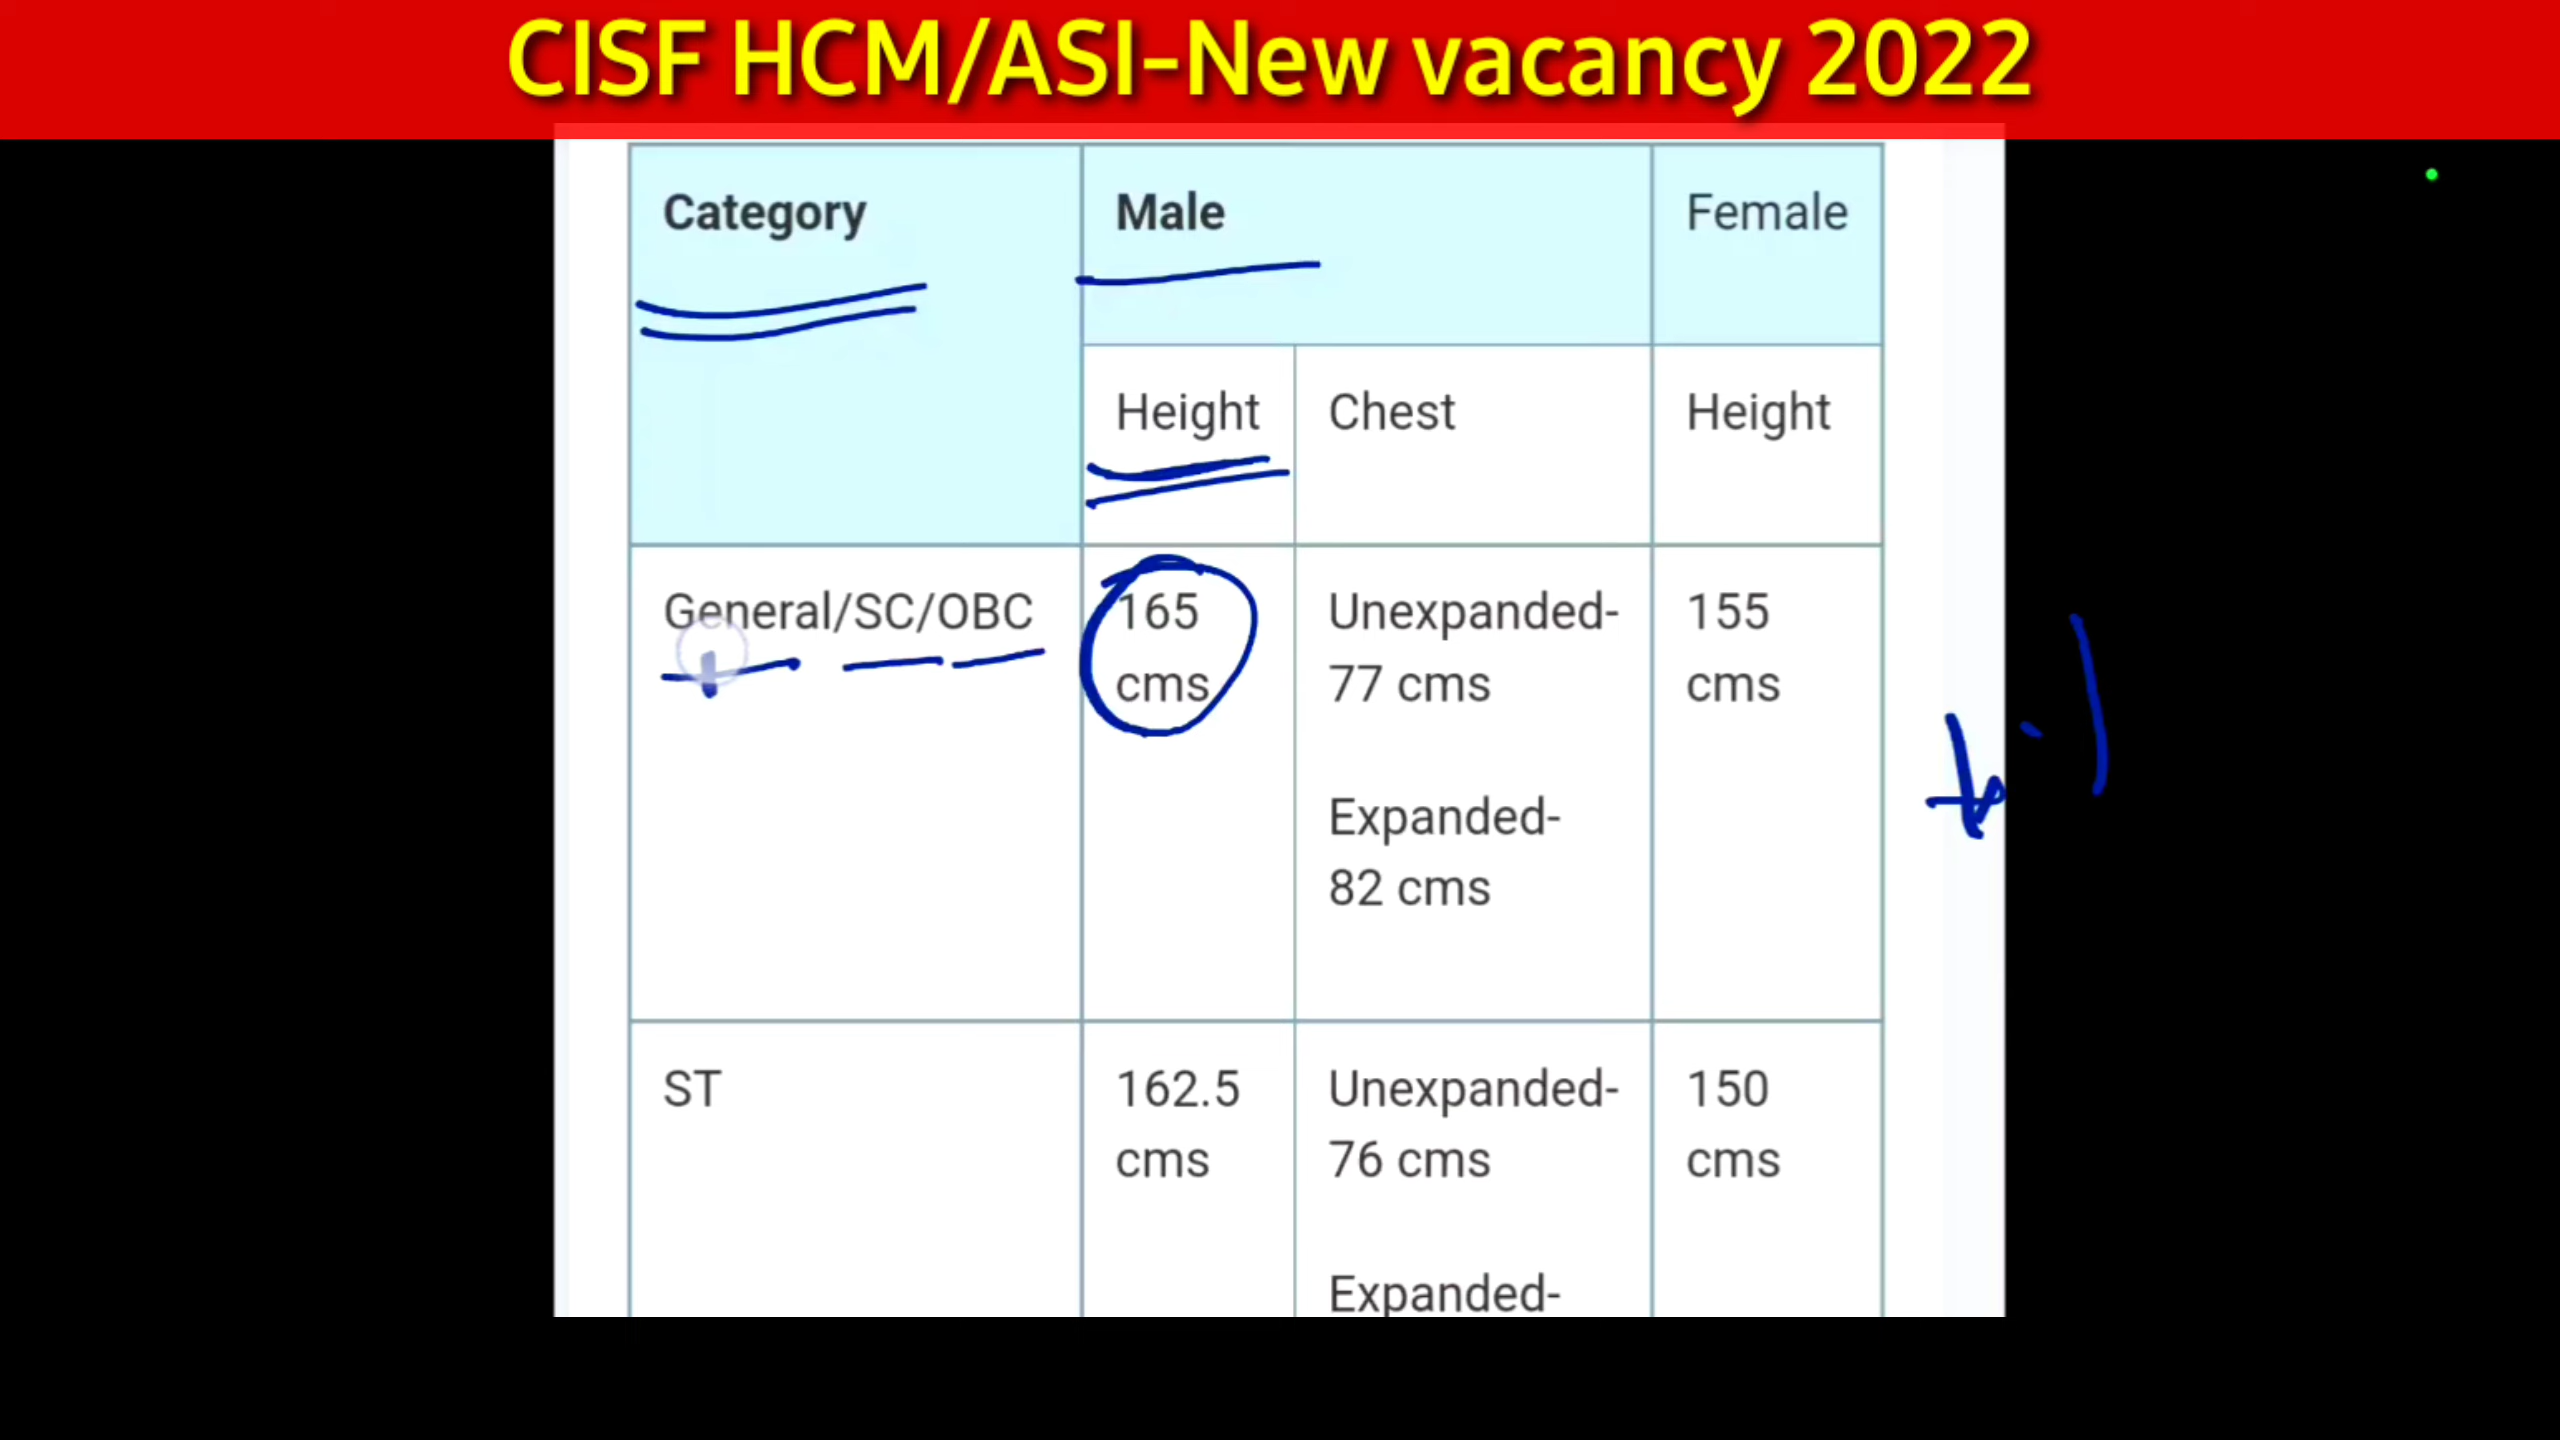 CISF HCM/ASI-New vacancy 2022
Category
Male
Female
Height
Chest
Height
General/SC/OBC
165
cms
Unexpanded-
77 cms
Expanded-
82 cms
155
cms
ST
162.5
cms
Unexpanded-
76 cms
Expanded-
150
cms